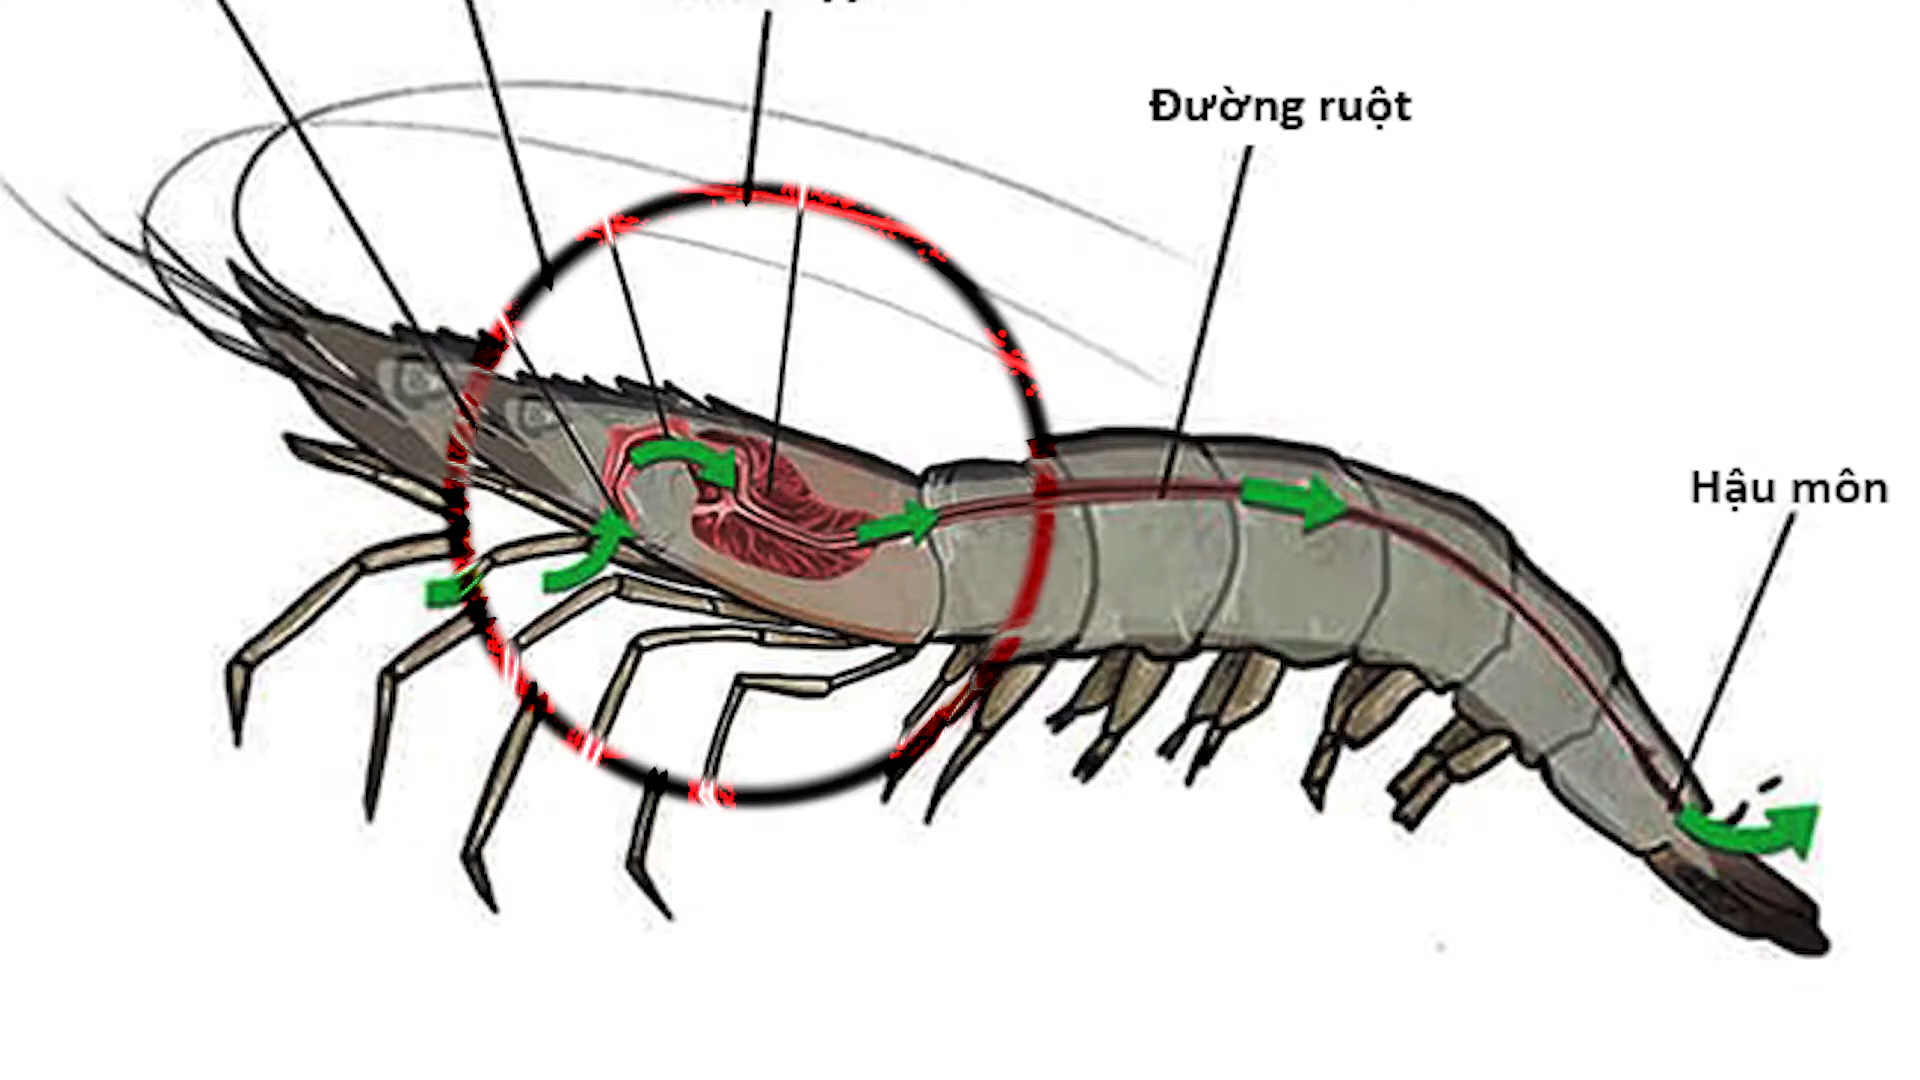 Đường ruột
Hậu môn